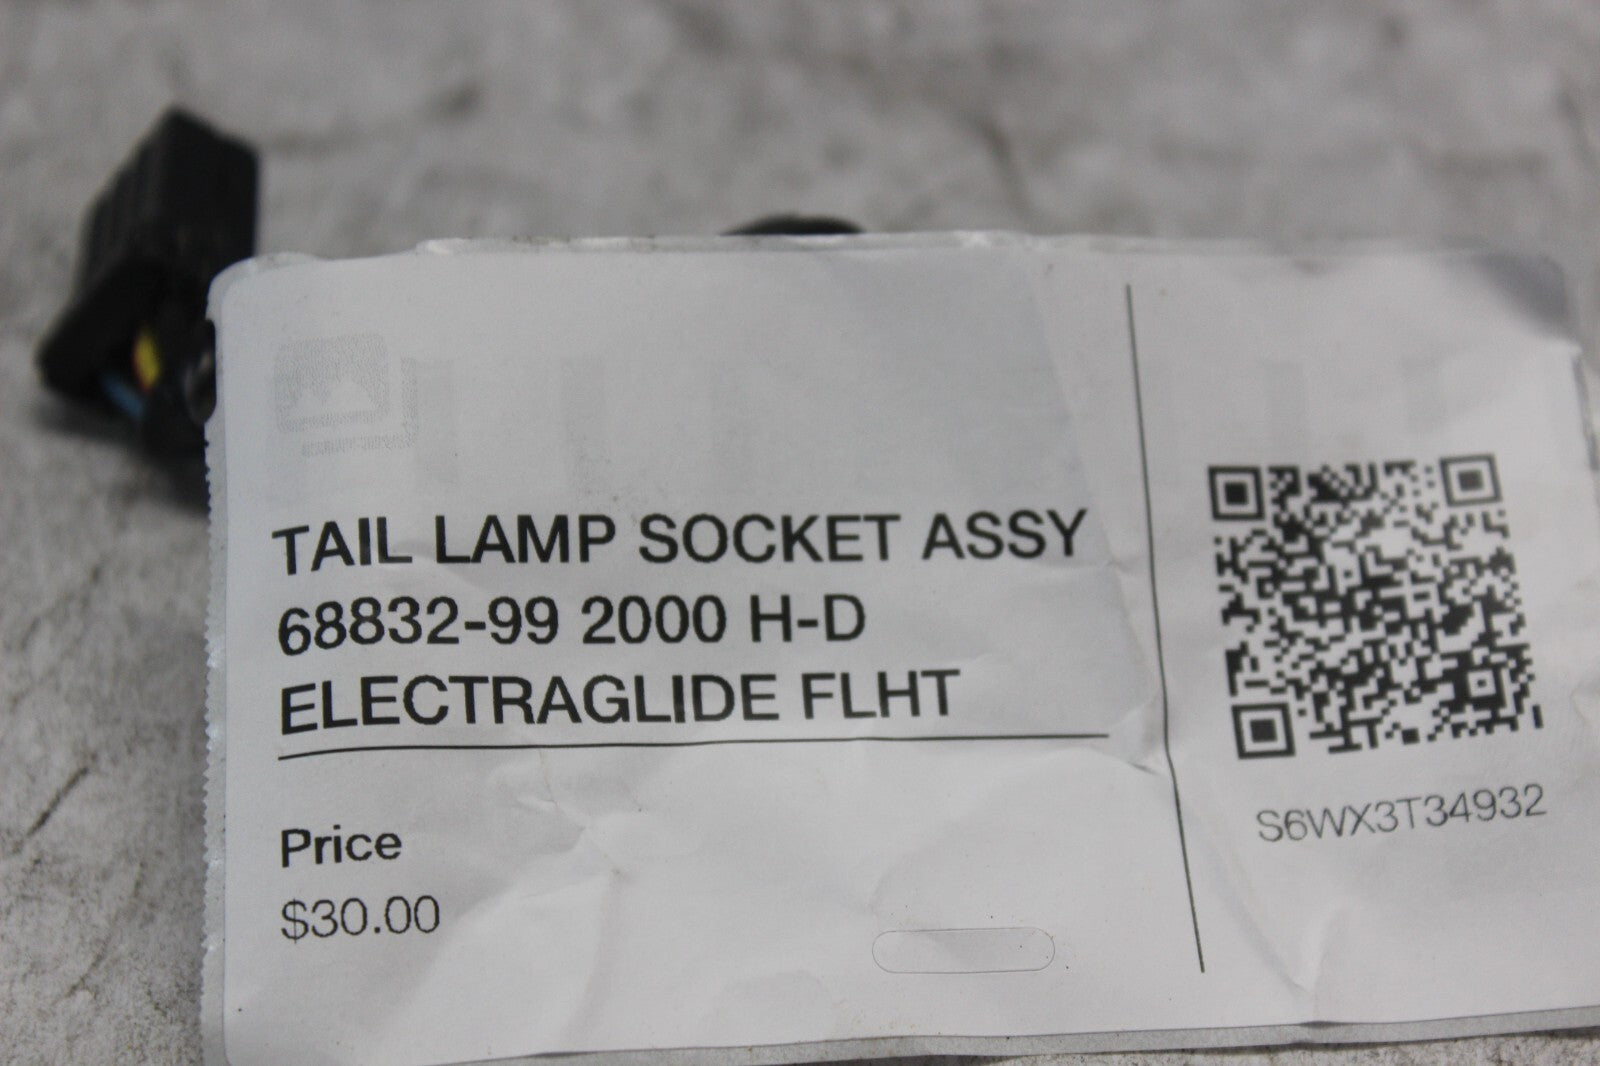 TAIL LAMP SOCKET ASSY
68832-99 2000 H-D
ELECTRAGLIDE FLHT
Price
$30.00
S6WX3T34932